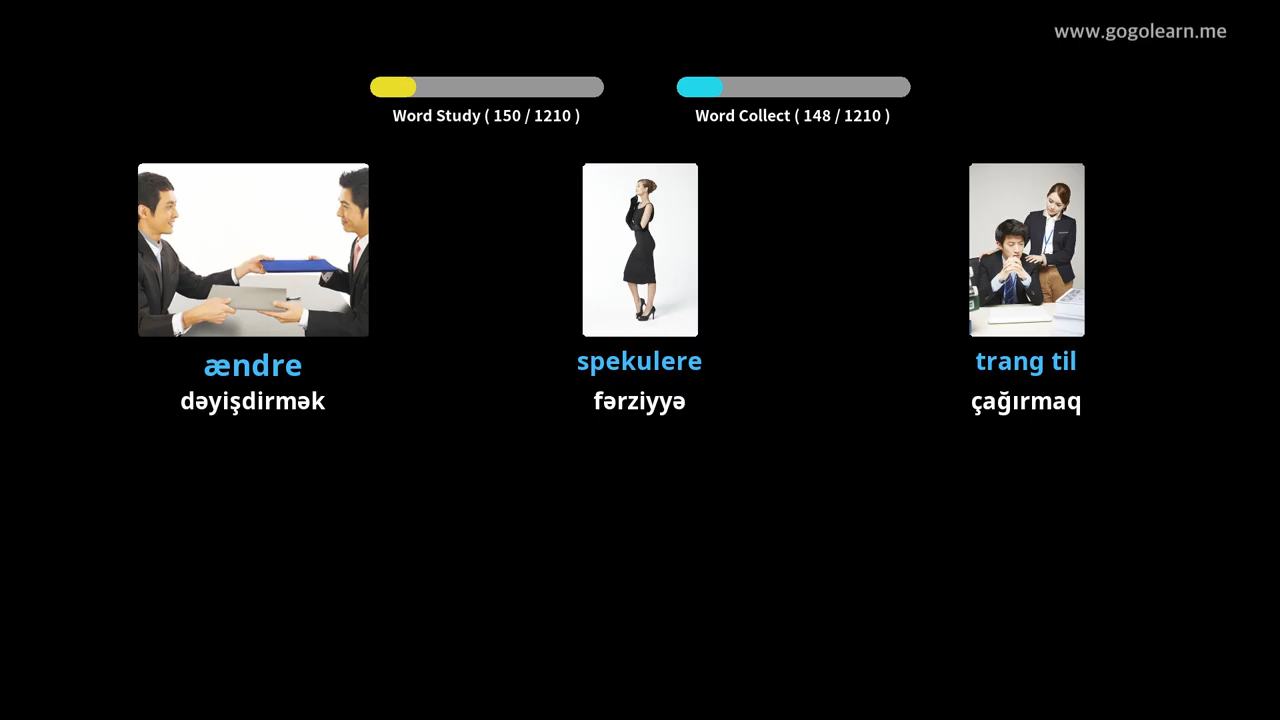 www.gogolearn.me
Word Study ( 150 / 1210 )
Word Collect ( 148 / 1210 )
ændre
dəyişdirmək
spekulere
fərziyyə
trang til
çağırmaq